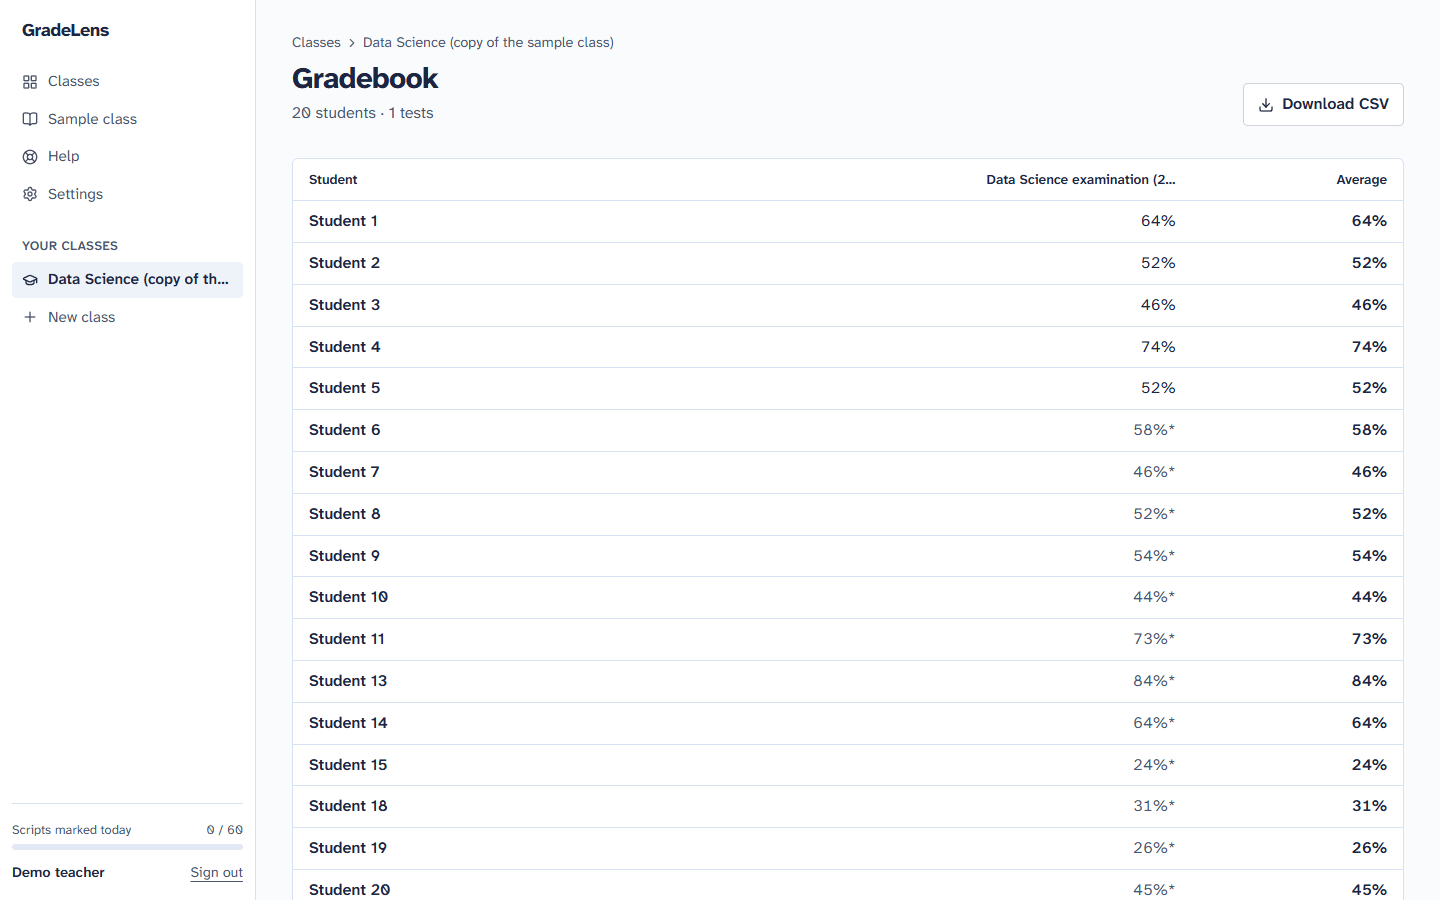 GradeLens
Classes
Sample class
Help
Settings
YOUR CLASSES
Data Science (copy of th...
New class
Scripts marked today 0 / 60
Demo teacher Sign out
Classes > Data Science (copy of the sample class)
Gradebook
20 students · 1 tests
Download CSV
Student Data Science examination (2... Average
Student 1 64% 64%
Student 2 52% 52%
Student 3 46% 46%
Student 4 74% 74%
Student 5 52% 52%
Student 6 58%* 58%
Student 7 46%* 46%
Student 8 52%* 52%
Student 9 54%* 54%
Student 10 44%* 44%
Student 11 73%* 73%
Student 13 84%* 84%
Student 14 64%* 64%
Student 15 24%* 24%
Student 18 31%* 31%
Student 19 26%* 26%
Student 20 45%* 45%